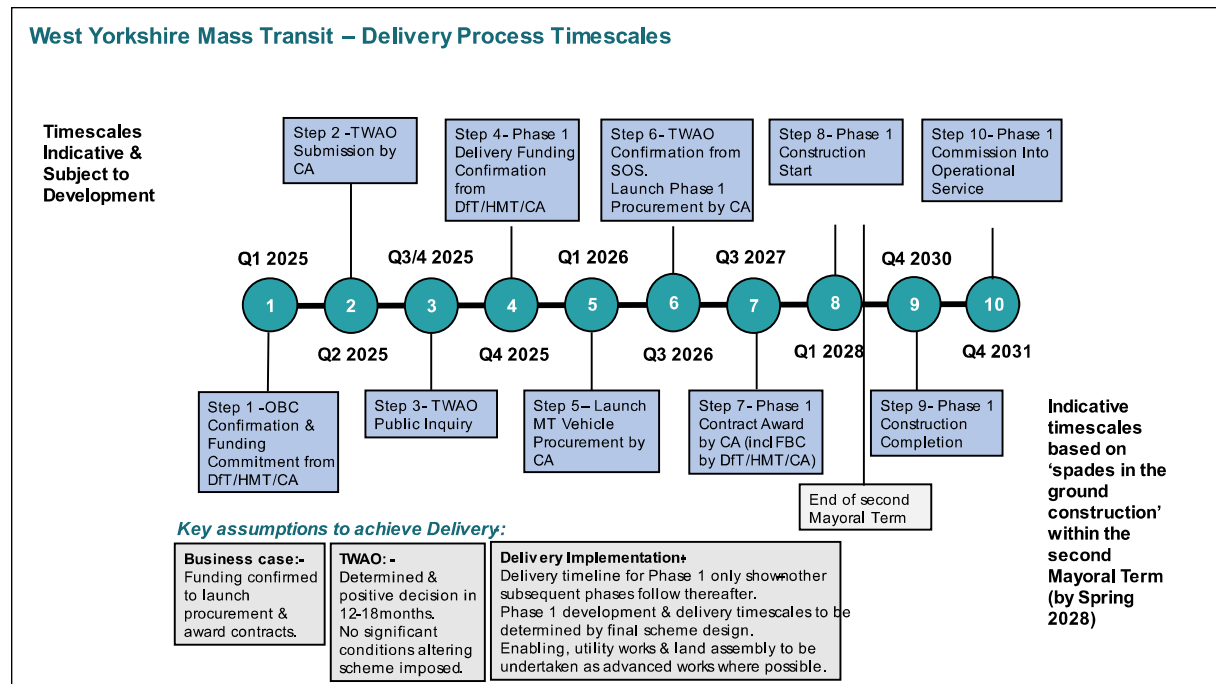 West Yorkshire Mass Transit – Delivery Process Timescales
Timescales
Indicative &
Subject to
Development
Step 2 -TWAO
Submission by
CA
Step 4- Phase 1
Delivery Funding
Confirmation
from
DfT/HMT/CA
Step 6- TWAO
Confirmation from
SOS.
Launch Phase 1
Procurement by CA
Step 8- Phase 1
Construction
Start
Step 10- Phase 1
Commission Into
Operational
Service
Q1 2025
Q3/4 2025
Q1 2026
Q3 2027
Q4 2030
1
2
3
4
5
6
7
8
9
10
Q2 2025
Q4 2025
Q3 2026
Q1 2028
Q4 2031
Step 1 -OBC
Confirmation &
Funding
Commitment from
DfT/HMT/CA
Step 3- TWAO
Public Inquiry
Step 5– Launch
MT Vehicle
Procurement by
CA
Step 7- Phase 1
Contract Award
by CA (incl FBC
by DfT/HMT/CA)
Step 9- Phase 1
Construction
Completion
End of second
Mayoral Term
Indicative
timescales
based on
‘spades in the
ground
construction’
within the
second
Mayoral Term
(by Spring
2028)
Key assumptions to achieve Delivery-:
Business case:-
Funding confirmed
to launch
procurement &
award contracts.
TWAO: -
Determined &
positive decision in
12-18months.
No significant
conditions altering
scheme imposed.
Delivery Implementation:-
Delivery timeline for Phase 1 only shown–other
subsequent phases follow thereafter.
Phase 1 development & delivery timescales to be
determined by final scheme design.
Enabling, utility works & land assembly to be
undertaken as advanced works where possible.